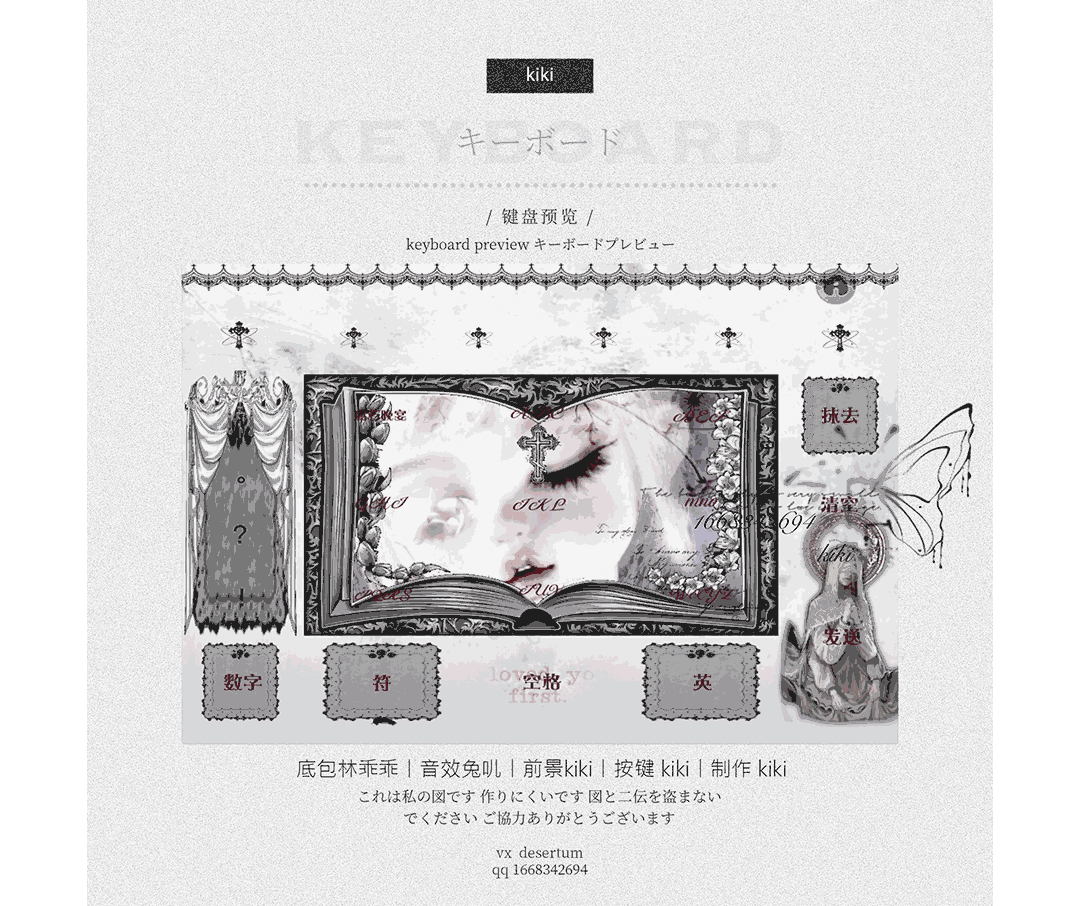 kiki
KEYBOARD
キーボード
/ 键盘预览 /
keyboard preview キーボードプレビュー
抹去
GHI
JKL
mno
清空
1668342694
kiki
?
发送
数字
符
loved yo
first.
空格
英
底包林乖乖丨音效兔叽丨前景kiki丨按键 kiki丨制作 kiki
これは私の図です 作りにくいです 図と二伝を盗まない
でください ご協力ありがとうございます
vx desertum
qq 1668342694